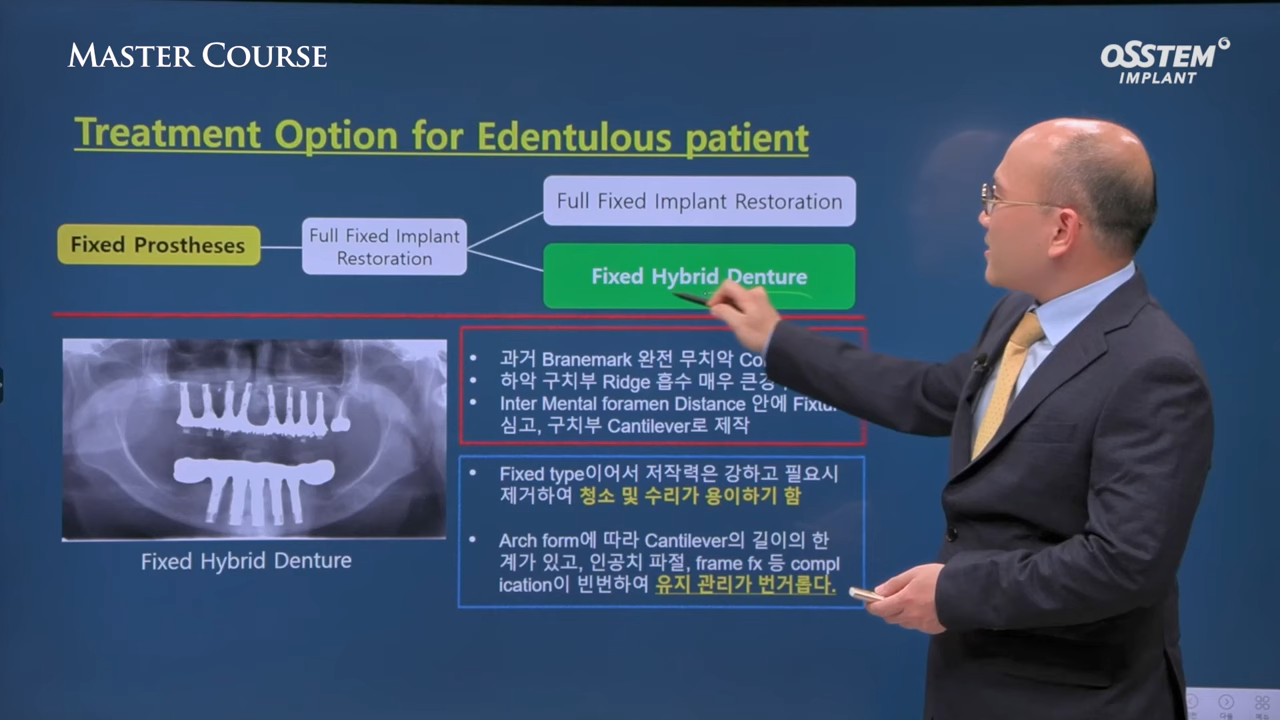 MASTER COURSE
OSSTEM
IMPLANT
Treatment Option for Edentulous patient
Full Fixed Implant Restoration
Fixed Prostheses
Full Fixed Implant
Restoration
Fixed Hybrid Denture
• 과거 Branemark 완전 무치악
• 하악 구치부 Ridge 흡수 매우
• Inter Mental foramen Distance 안에
심고, 구치부 Cantilever로 제작
• Fixed type이어서 저작력은 강하고 필요시
제거하여 청소 및 수리가 용이하기 함
• Arch form에 따라 Cantilever의 길이의 한
계가 있고, 인공치 파절, frame fx 등 compl
ication이 빈번하여 유지 관리가 번거롭다.
Fixed Hybrid Denture